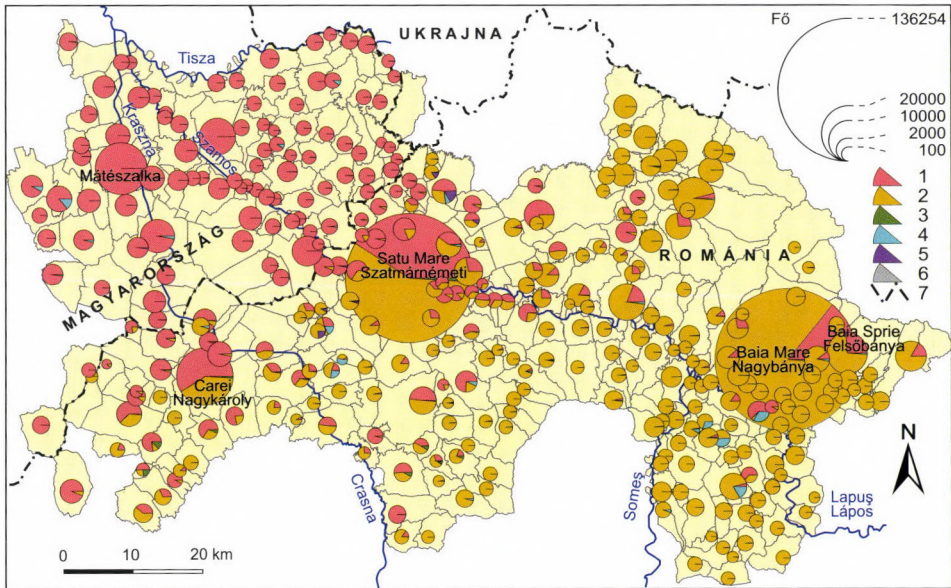 UKRAJNA
Tisza
Kraszna
Szamos
Mátészalka
MAGYARORSZÁG
Satu Mare
Szatmárnémeti
ROMÁNIA
Baia Sprie
Felsőbánya
Baia Mare
Nagybánya
Carei
Nagykároly
Crasna
Someș
Lapuș
Lápos
N
0 10 20 km
Fő
136254
20000
10000
2000
100
1
2
3
4
5
6
7